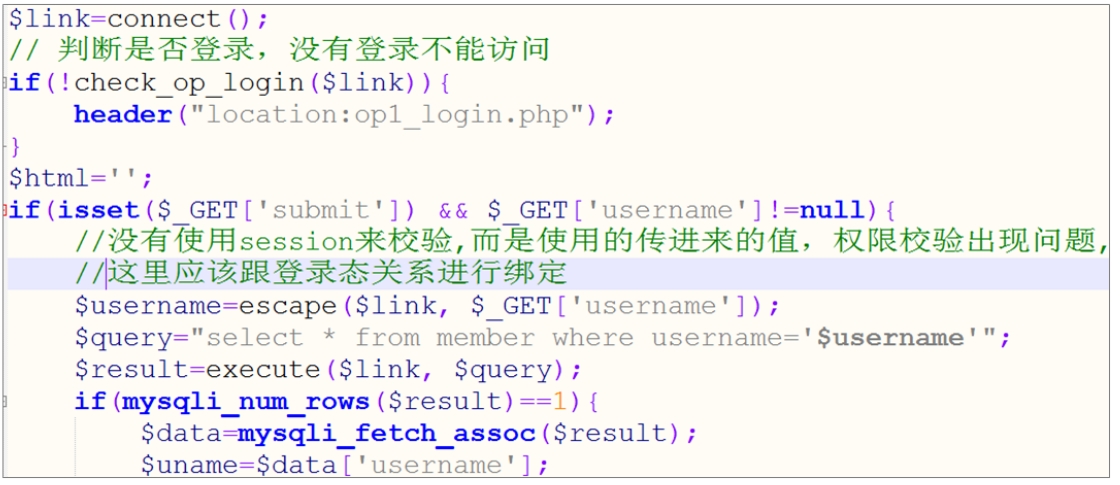 $link=connect();
// 判断是否登录，没有登录不能访问
if(!check_op_login($link)){
    header("location:op1_login.php");
}
$html='';
if(isset($_GET['submit']) && $_GET['username']!=null){
    //没有使用session来校验,而是使用的传进来的值，权限校验出现问题,
    //这里应该跟登录态关系进行绑定
    $username=escape($link, $_GET['username']);
    $query="select * from member where username='$username'";
    $result=execute($link, $query);
    if(mysqli_num_rows($result)==1){
        $data=mysqli_fetch_assoc($result);
        $uname=$data['username'];